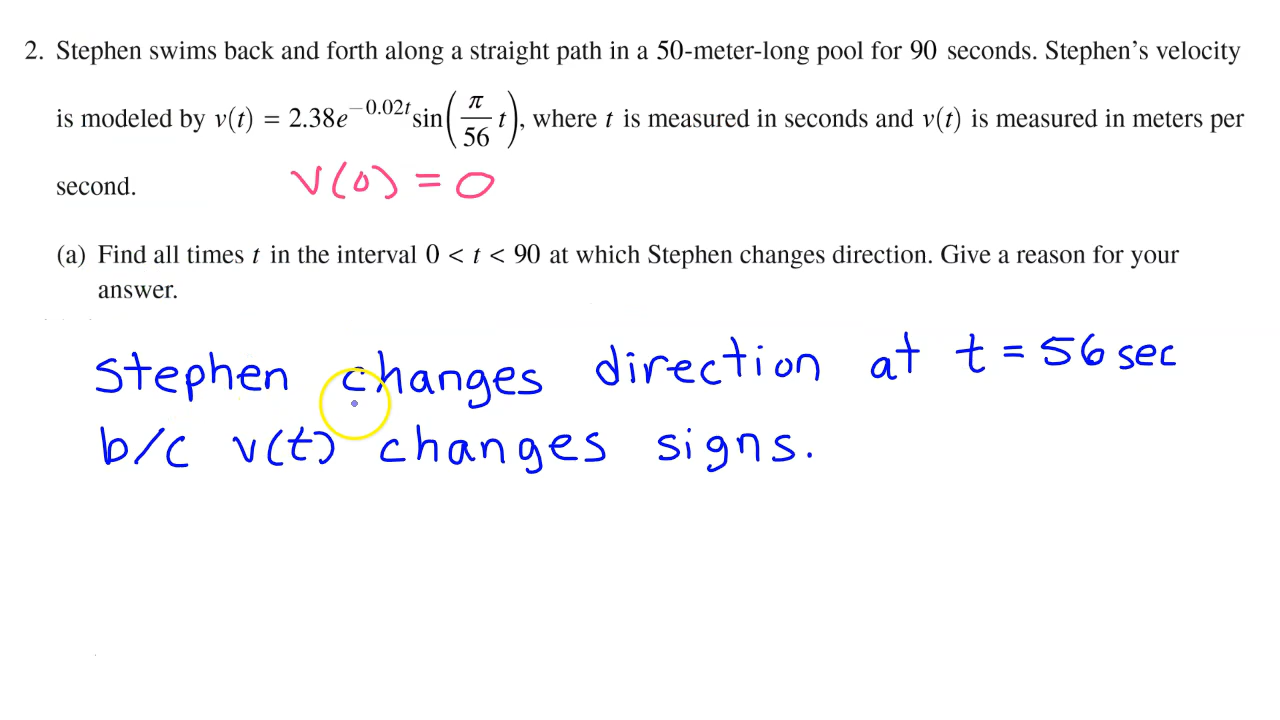 2. Stephen swims back and forth along a straight path in a 50-meter-long pool for 90 seconds. Stephen's velocity
is modeled by v(t) = 2.38e^{−0.02t} sin(π/56 t), where t is measured in seconds and v(t) is measured in meters per
second.
v(0) = 0
(a) Find all times t in the interval 0 < t < 90 at which Stephen changes direction. Give a reason for your
answer.
Stephen changes direction at t = 56 sec
b/c v(t) changes signs.